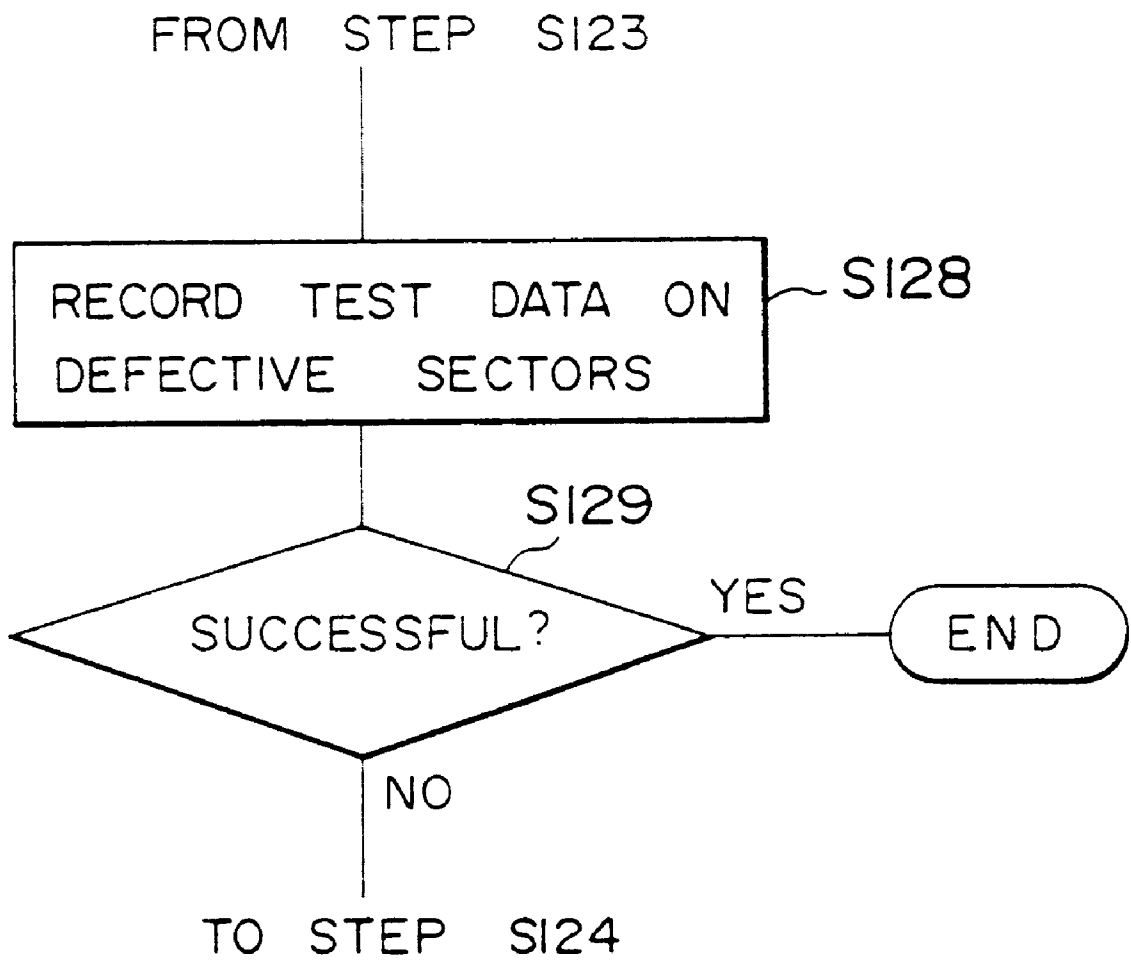 FROM STEP S123
RECORD TEST DATA ON
DEFECTIVE SECTORS
S128
S129
SUCCESSFUL?
YES
END
NO
TO STEP S124